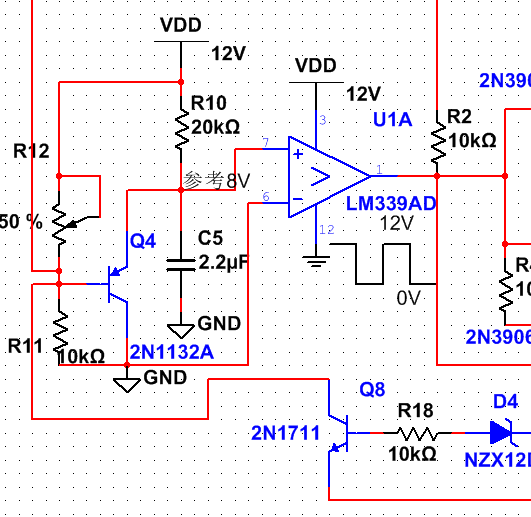 VDD
12V
VDD
12V
2N390
R10
20kΩ
3
U1A
R2
10kΩ
R12
7
参考8V
1
6
LM339AD
50 %
12
12V
Q4
C5
2.2µF
0V
R
10
GND
R11
10kΩ
2N1132A
2N3906
GND
Q8
R18
D4
2N1711
10kΩ
NZX12